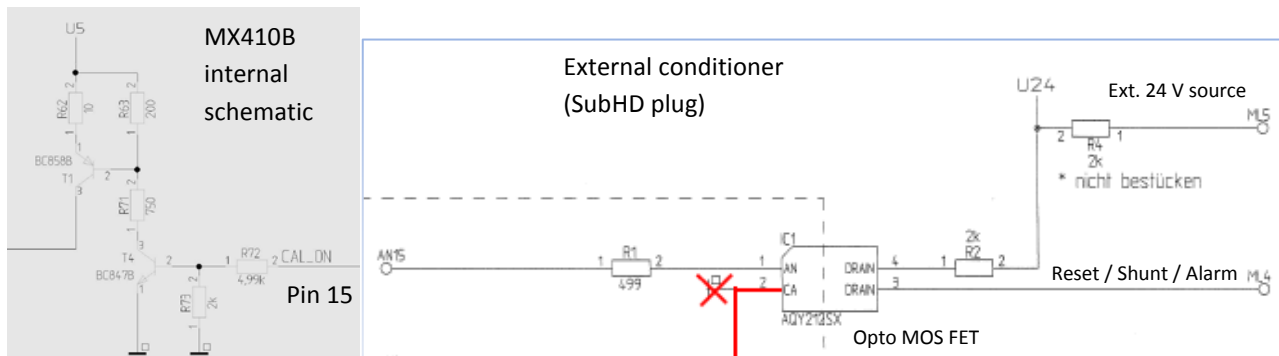 U5
MX410B
internal
schematic
R62
10
R63
200
BC858B
T1
R71
750
T4
BC847B
R72
4,99k
CAL_ON
R73
2k
Pin 15
External conditioner
(SubHD plug)
U24
Ext. 24 V source
ML5
R4
2k
* nicht bestücken
AN15
R1
499
IC1
AN
CA
DRAIN
DRAIN
2k
R2
Reset / Shunt / Alarm
ML4
Opto MOS FET